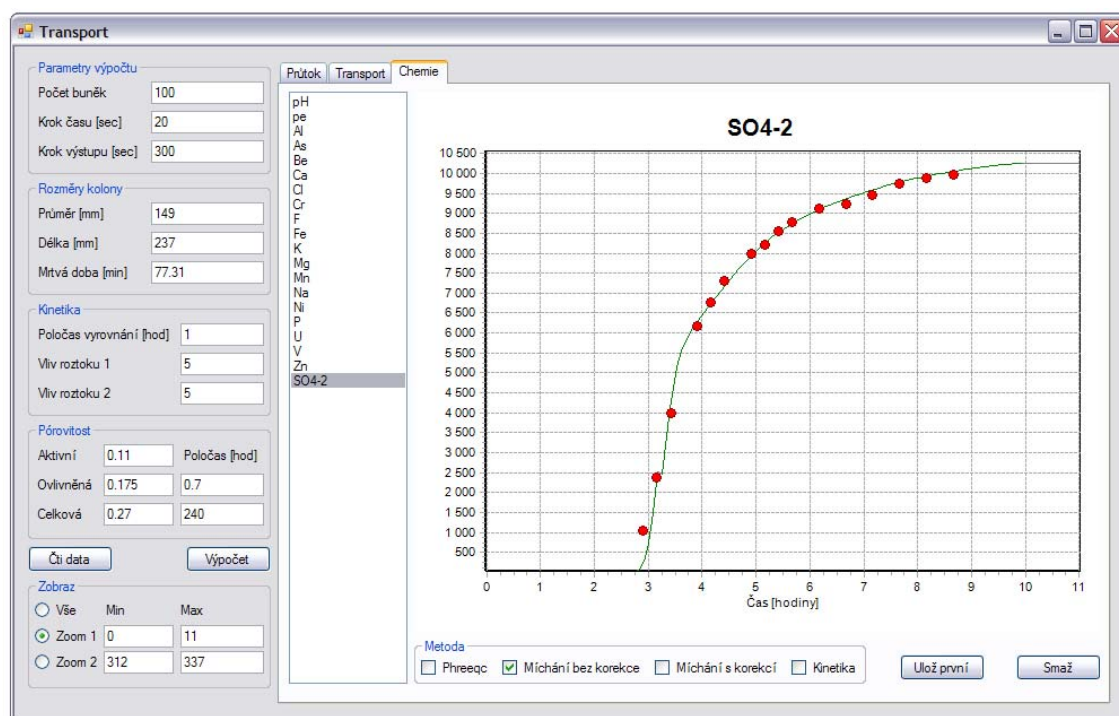 Transport
Parametry výpočtu
Počet buněk 100
Krok času [sec] 20
Krok výstupu [sec] 300
Rozměry kolony
Průměr [mm] 149
Délka [mm] 237
Mrtvá doba [min] 77.31
Kinetika
Poločas vyrovnání [hod] 1
Vliv roztoku 1 5
Vliv roztoku 2 5
Pórovitost
Aktivní 0.11 Poločas [hod]
Ovlivněná 0.175 0.7
Celková 0.27 240
Čti data Výpočet
Zobraz
Vše Min Max
Zoom 1 0 11
Zoom 2 312 337
Průtok Transport Chemie
pH
pe
Al
As
Be
Ca
Cl
Cr
F
Fe
K
Mg
Mn
Na
Ni
P
U
V
Zn
SO4-2
SO4-2
10 500
10 000
9 500
9 000
8 500
8 000
7 500
7 000
6 500
6 000
5 500
5 000
4 500
4 000
3 500
3 000
2 500
2 000
1 500
1 000
500
0 1 2 3 4 5 6 7 8 9 10 11
Čas [hodiny]
Metoda
Phreeqc Míchání bez korekce Míchání s korekcí Kinetika Ulož první Smaž